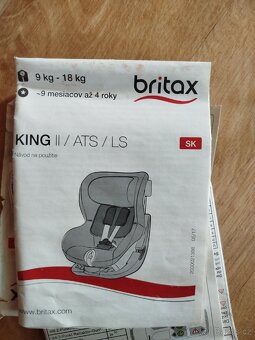 9 kg - 18 kg
~9 mesiacov až 4 roky
britax
KING II / ATS / LS
SK
Návod na použitie
www.britax.com